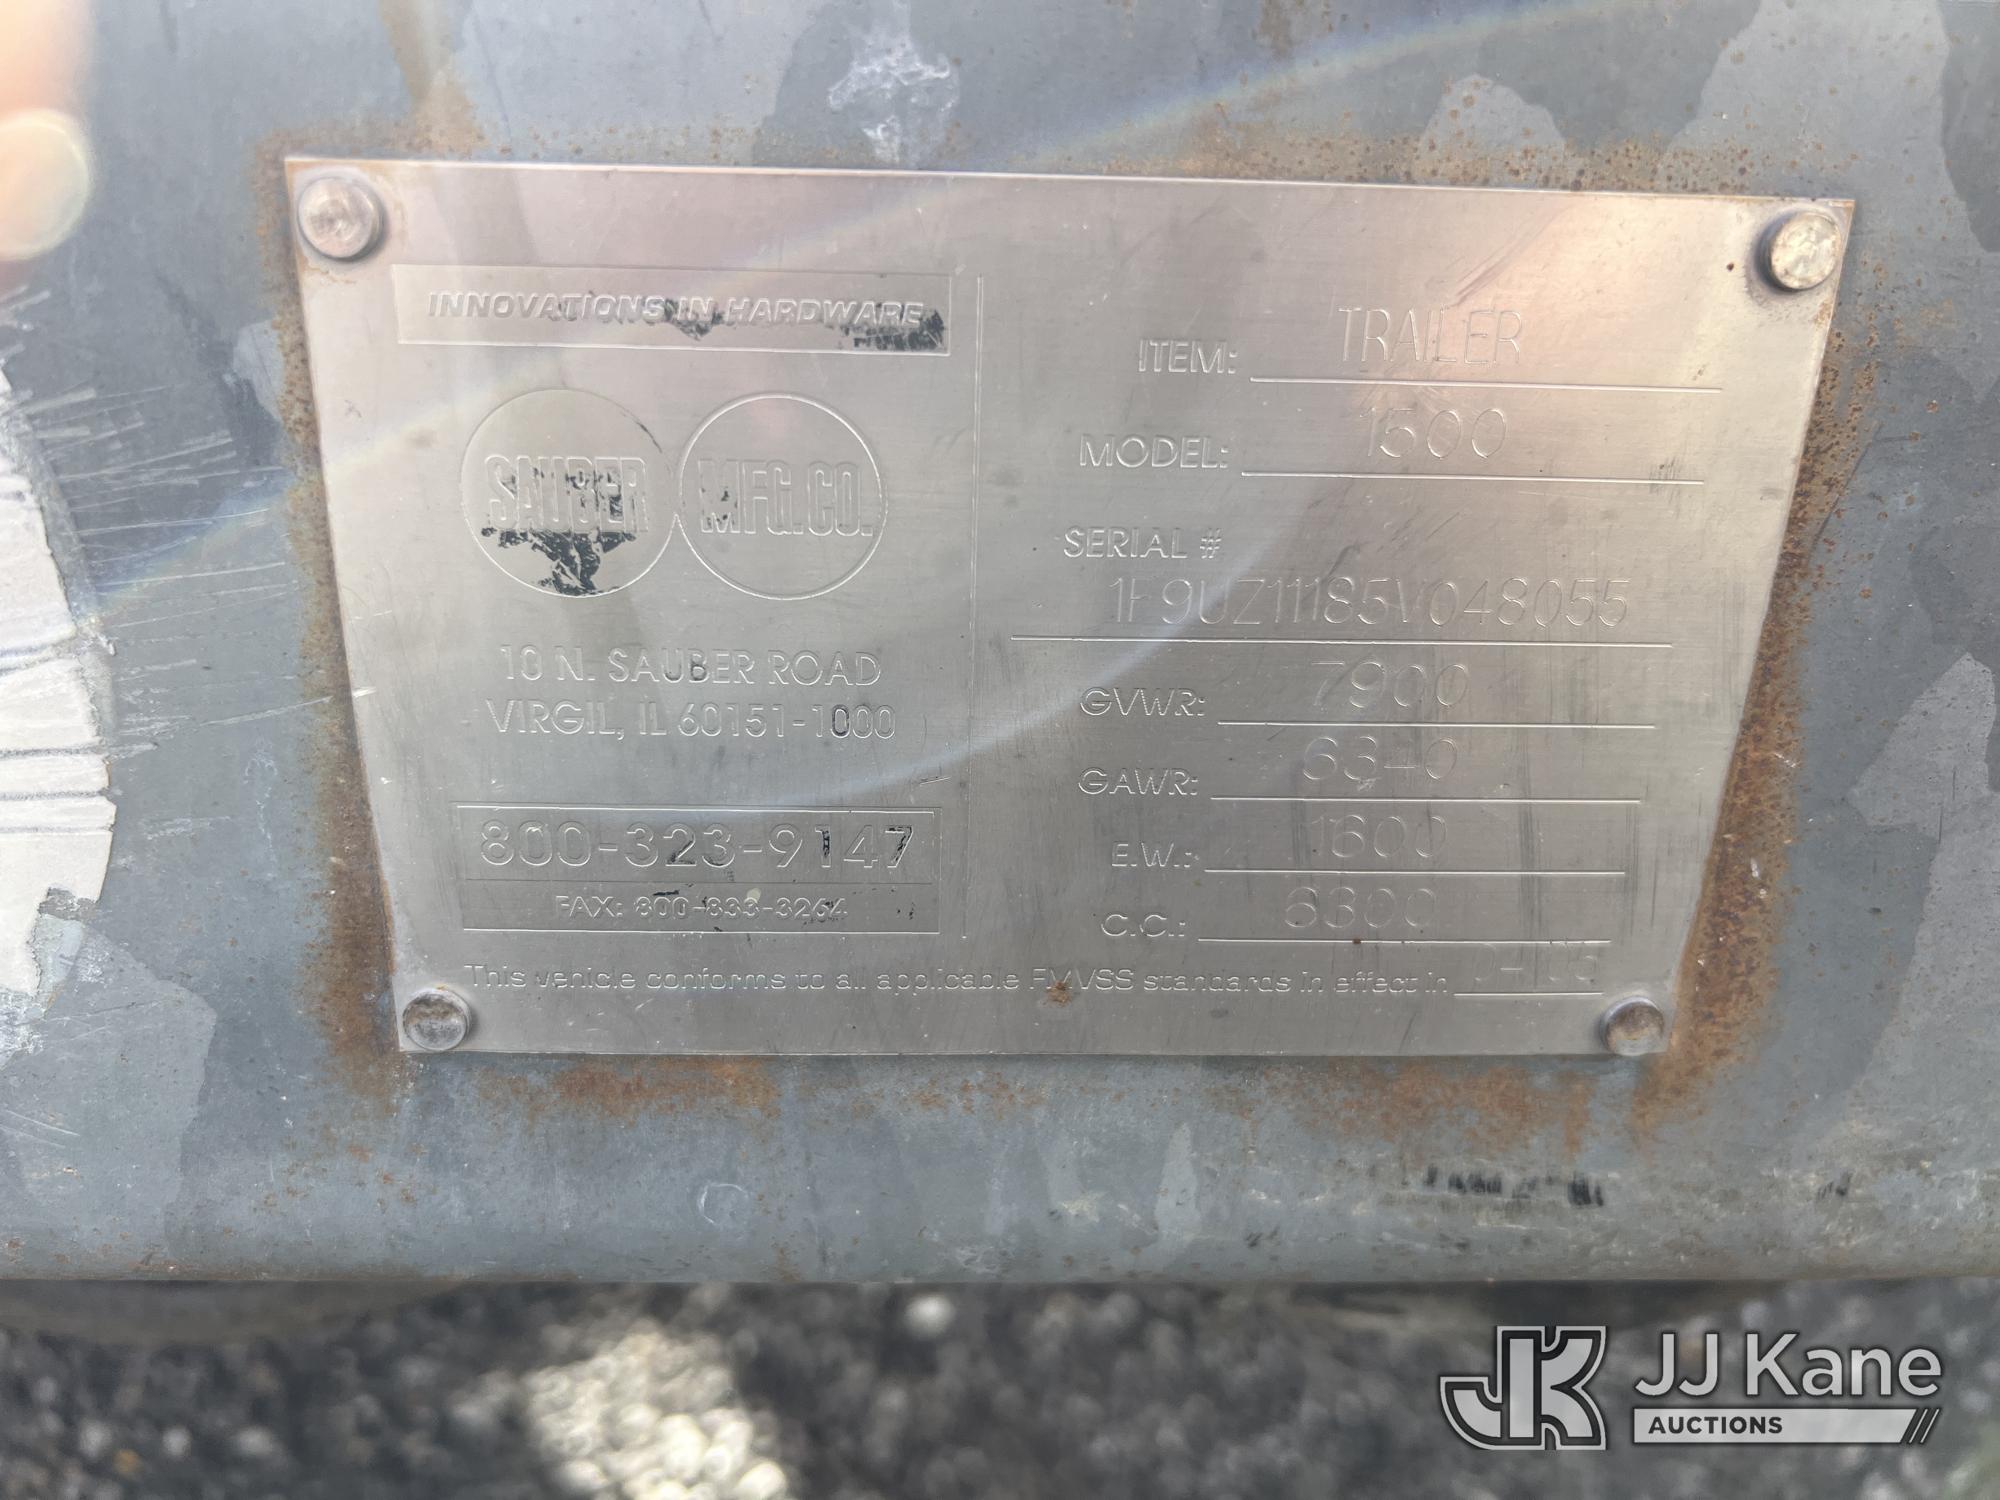 INNOVATIONS IN HARDWARE
SAUBER MFG.CO.
10 N. SAUBER ROAD
VIRGIL, IL 60151-1000
800-323-9147
FAX: 800-833-3264
ITEM: TRAILER
MODEL: 1500
SERIAL #
1F9UZ11185V048055
GVWR: 7900
GAWR: 6340
E.W.: 1600
C.C.: 6300
This vehicle conforms to all applicable FMVSS standards in effect in
JK JJ Kane
AUCTIONS